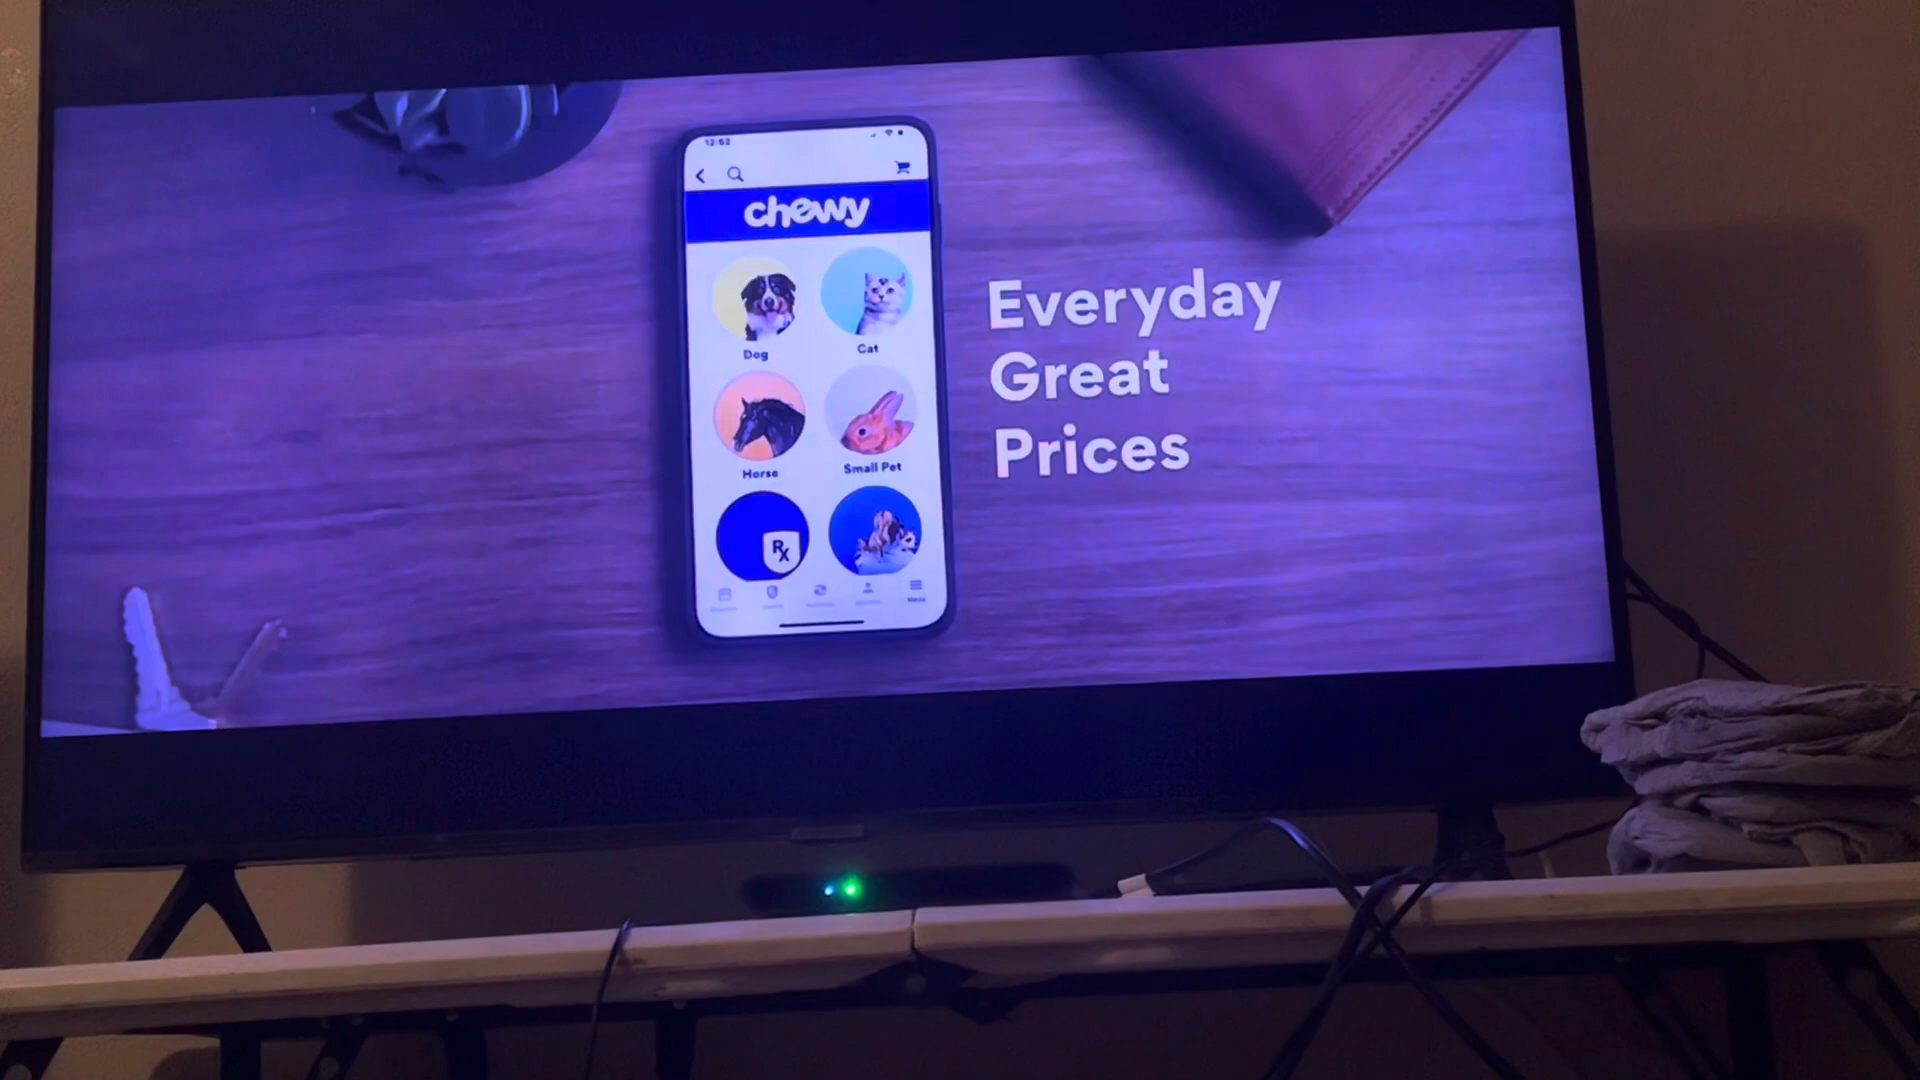 12:52
chewy
Dog
Cat
Horse
Small Pet
Rx
Everyday
Great
Prices